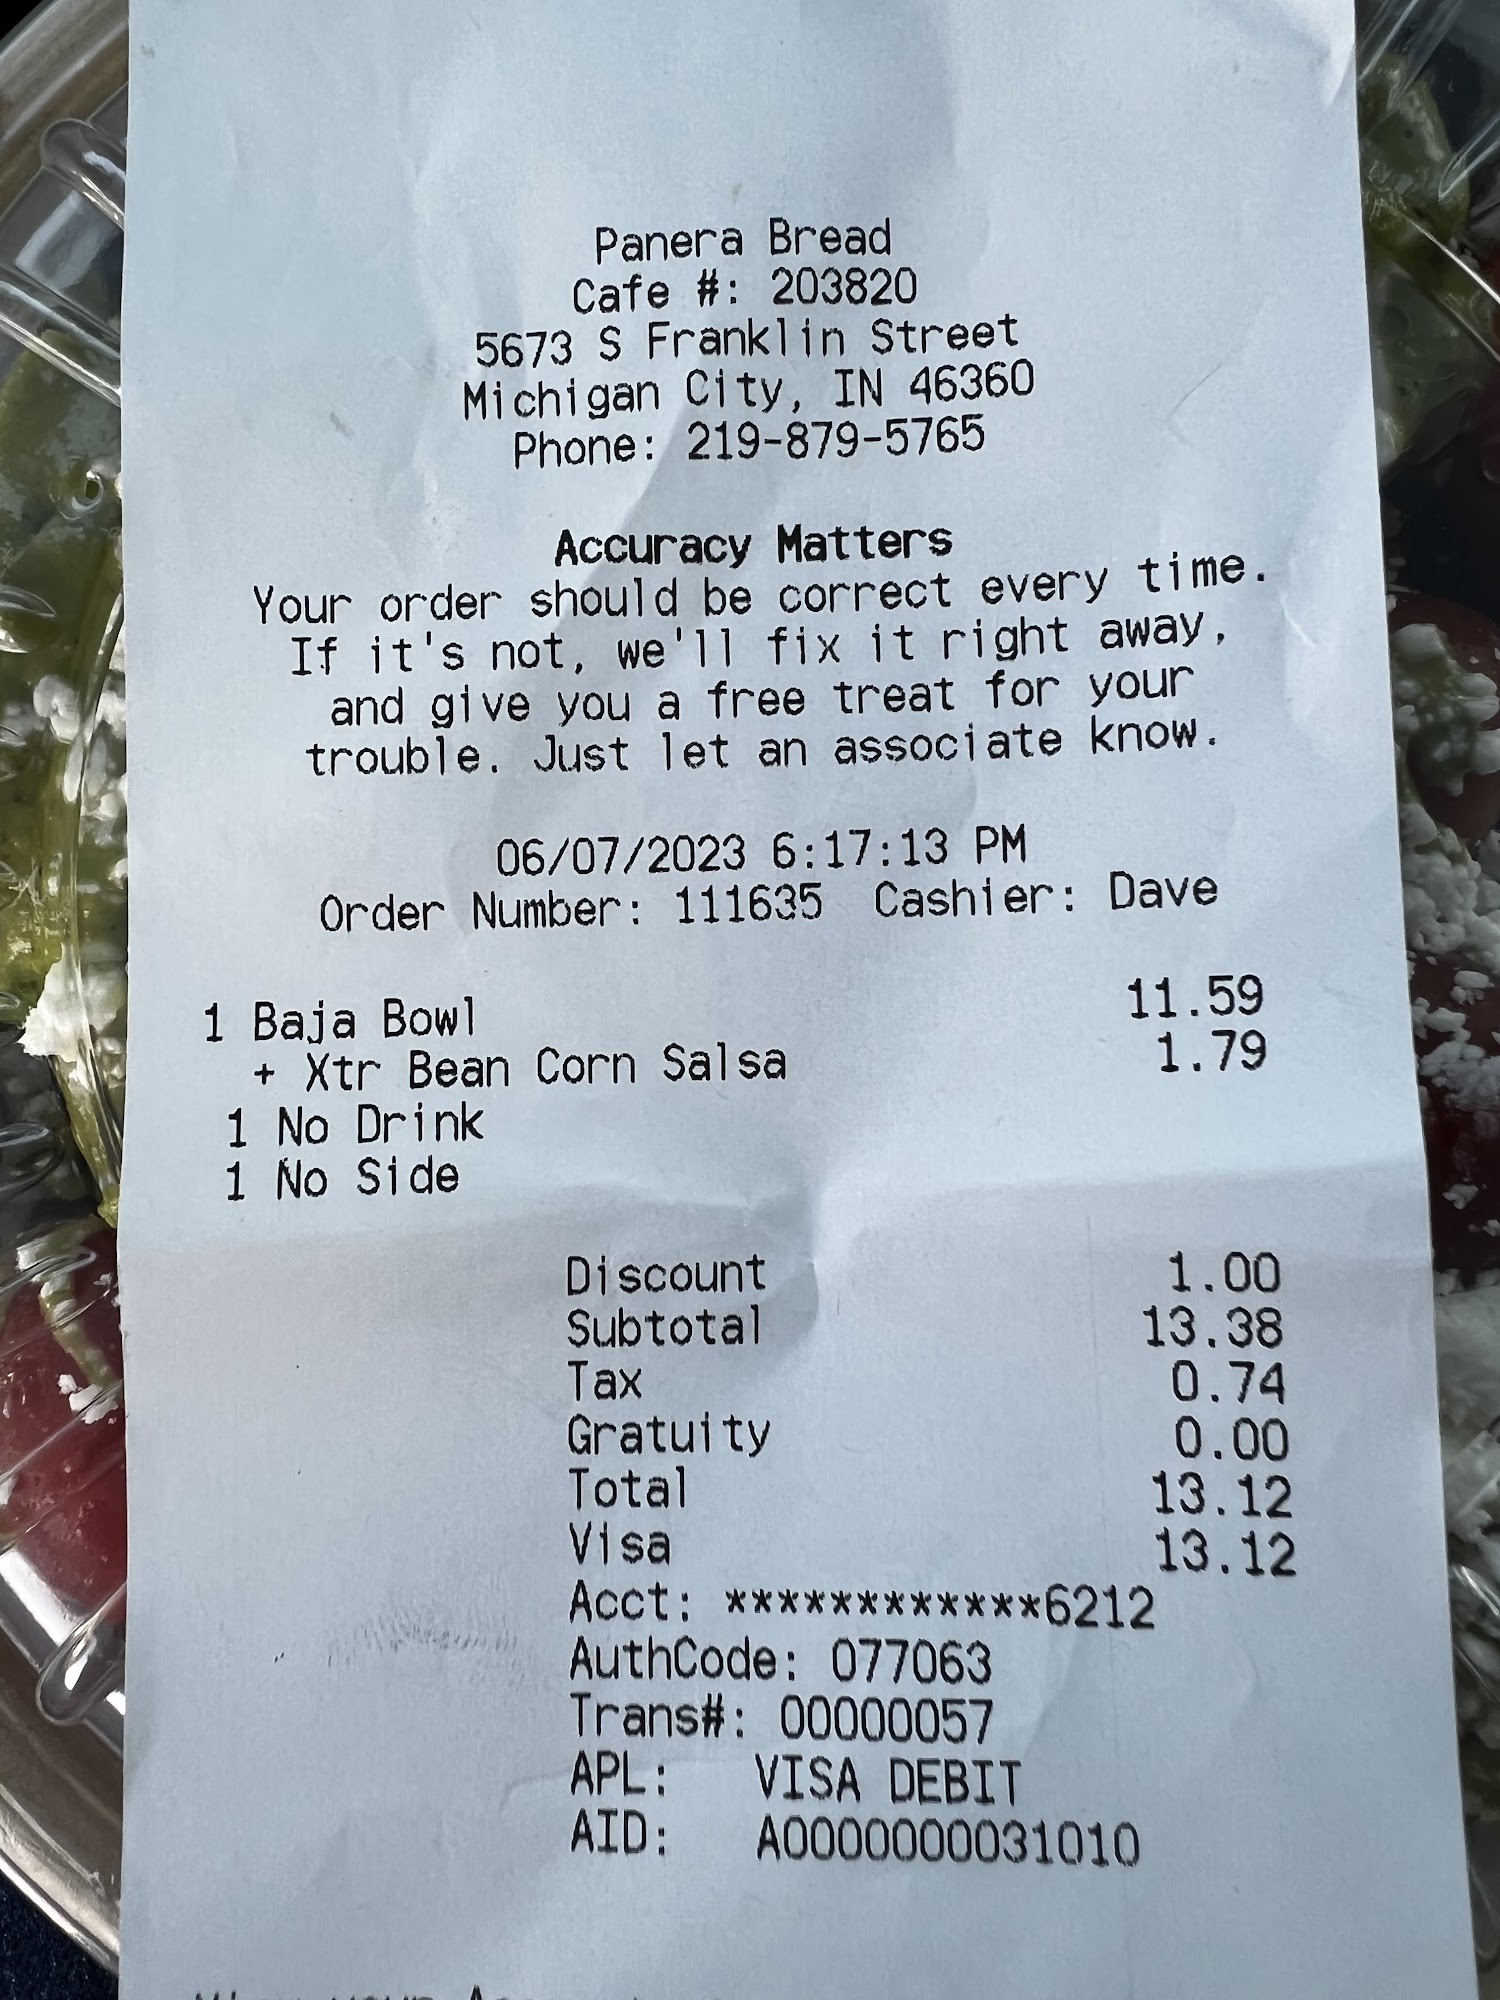 Panera Bread
Cafe #: 203820
5673 S Franklin Street
Michigan City, IN 46360
Phone: 219-879-5765
Accuracy Matters
Your order should be correct every time.
If it's not, we'll fix it right away,
and give you a free treat for your
trouble. Just let an associate know.
06/07/2023 6:17:13 PM
Order Number: 111635 Cashier: Dave
1 Baja Bowl 11.59
+ Xtr Bean Corn Salsa 1.79
1 No Drink
1 No Side
Discount 1.00
Subtotal 13.38
Tax 0.74
Gratuity 0.00
Total 13.12
Visa 13.12
Acct: ************6212
AuthCode: 077063
Trans#: 00000057
APL: VISA DEBIT
AID: A0000000031010